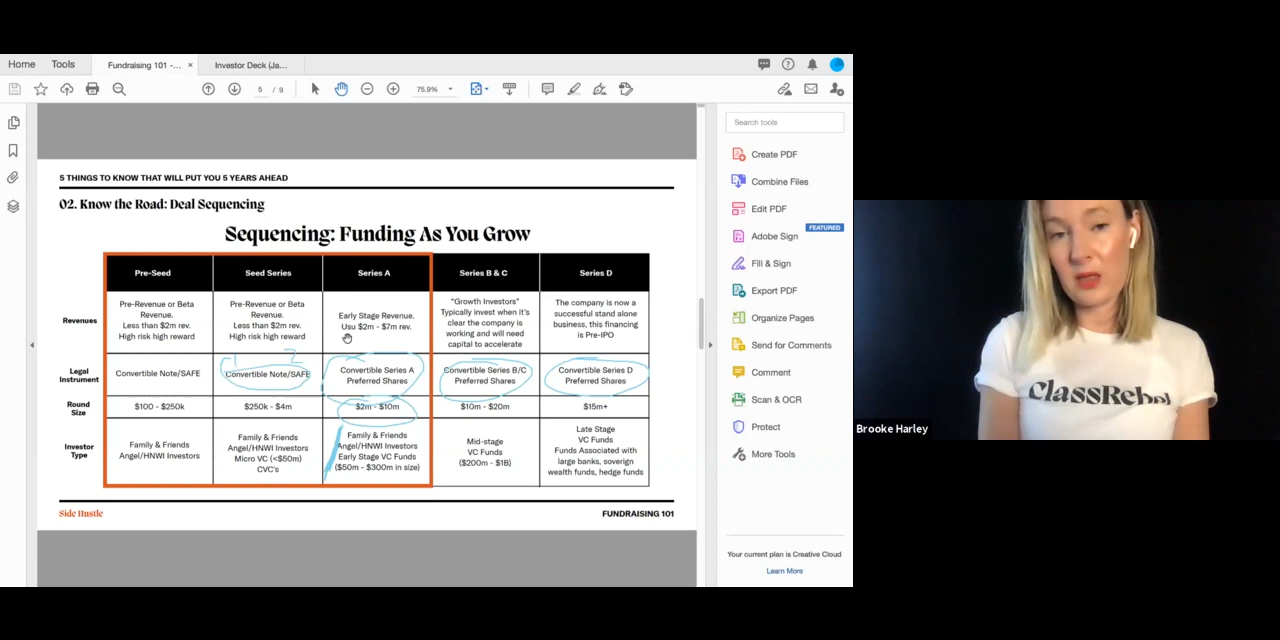 Home Tools Fundraising 101 -... × Investor Deck (Ja...
5 / 9 75.9%
Search tools
Create PDF
Combine Files
Edit PDF
FEATURED
Adobe Sign
Fill & Sign
Export PDF
Organize Pages
Send for Comments
Comment
Scan & OCR
Protect
More Tools
Your current plan is Creative Cloud
Learn More
5 THINGS TO KNOW THAT WILL PUT YOU 5 YEARS AHEAD
02. Know the Road: Deal Sequencing
Sequencing: Funding As You Grow
Pre-Seed Seed Series Series A Series B & C Series D
Revenues
Pre-Revenue or Beta
Revenue.
Less than $2m rev.
High risk high reward
Pre-Revenue or Beta
Revenue.
Less than $2m rev.
High risk high reward
Early Stage Revenue.
Usu $2m - $7m rev.
"Growth Investors"
Typically invest when it's
clear the company is
working and will need
capital to accelerate
The company is now a
successful stand alone
business, this financing
is Pre-IPO
Legal
Instrument
Convertible Note/SAFE
1 2
Convertible Note/SAFE
Convertible Series A
Preferred Shares
Convertible Series B/C
Preferred Shares
Convertible Series D
Preferred Shares
Round
Size
$100 - $250k
$250k - $4m
$2m - $10m
$10m - $20m
$15m+
Investor
Type
Family & Friends
Angel/HNWI Investors
Family & Friends
Angel/HNWI Investors
Micro VC (<$50m)
CVC's
Family & Friends
Angel/HNWI Investors
Early Stage VC Funds
($50m - $300m in size)
Mid-stage
VC Funds
($200m - $1B)
Late Stage
VC Funds
Funds Associated with
large banks, soverign
wealth funds, hedge funds
Side Hustle
FUNDRAISING 101
ClassRebel
Brooke Harley